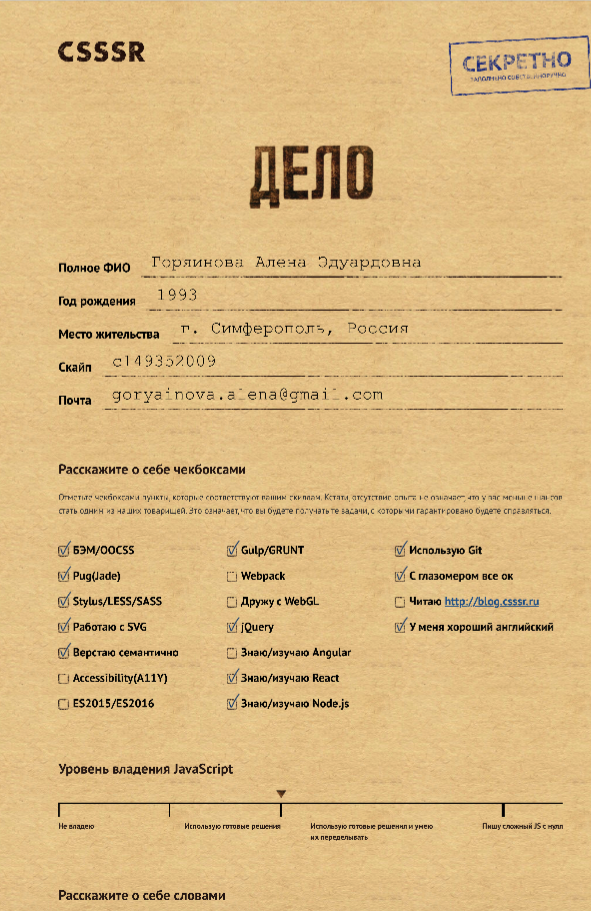 CSSSR
СЕКРЕТНО
ЗАПОЛНЕНО СОБСТВЕННОРУЧНО
ДЕЛО
Полное ФИО Горяинова Алена Эдуардовна
Год рождения 1993
Место жительства г. Симферополь, Россия
Скайп c149352009
Почта goryainova.alena@gmail.com
Расскажите о себе чекбоксами
Отметьте чекбоксами пункты, которые соответствуют вашим скиллам. Кстати, отсутствие опыта не означает, что у вас меньше шансов
стать одним из наших товарищей. Это означает, что вы будете получать те задачи, с которыми гарантировано будете справляться.
БЭМ/OOCSS Gulp/GRUNT Использую Git
Pug(Jade) Webpack С глазомером все ок
Stylus/LESS/SASS Дружу с WebGL Читаю http://blog.csssr.ru
Работаю с SVG jQuery У меня хороший английский
Верстаю семантично Знаю/изучаю Angular
Accessibility(A11Y) Знаю/изучаю React
ES2015/ES2016 Знаю/изучаю Node.js
Уровень владения JavaScript
Не владею Использую готовые решения Использую готовые решения и умею Пишу сложный JS с нуля
их переделывать
Расскажите о себе словами